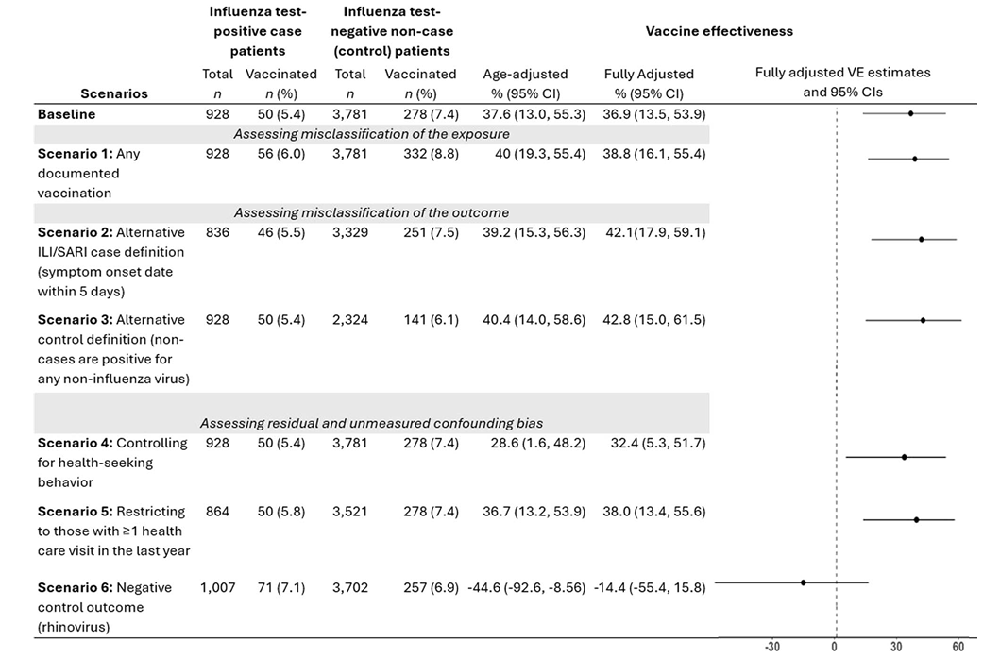 Influenza test-positive case patients Influenza test-negative non-case (control) patients Vaccine effectiveness
Scenarios Total n Vaccinated n (%) Total n Vaccinated n (%) Age-adjusted % (95% CI) Fully Adjusted % (95% CI) Fully adjusted VE estimates and 95% CIs
Baseline 928 50 (5.4) 3,781 278 (7.4) 37.6 (13.0, 55.3) 36.9 (13.5, 53.9)
Assessing misclassification of the exposure
Scenario 1: Any 928 56 (6.0) 3,781 332 (8.8) 40 (19.3, 55.4) 38.8 (16.1, 55.4)
documented
vaccination
Assessing misclassification of the outcome
Scenario 2: Alternative 836 46 (5.5) 3,329 251 (7.5) 39.2 (15.3, 56.3) 42.1(17.9, 59.1)
ILI/SARI case definition
(symptom onset date
within 5 days)
Scenario 3: Alternative 928 50 (5.4) 2,324 141 (6.1) 40.4 (14.0, 58.6) 42.8 (15.0, 61.5)
control definition (non-
cases are positive for
any non-influenza virus)
Assessing residual and unmeasured confounding bias
Scenario 4: Controlling 928 50 (5.4) 3,781 278 (7.4) 28.6 (1.6, 48.2) 32.4 (5.3, 51.7)
for health-seeking
behavior
Scenario 5: Restricting 864 50 (5.8) 3,521 278 (7.4) 36.7 (13.2, 53.9) 38.0 (13.4, 55.6)
to those with ≥1 health
care visit in the last year
Scenario 6: Negative 1,007 71 (7.1) 3,702 257 (6.9) -44.6 (-92.6, -8.56) -14.4 (-55.4, 15.8)
control outcome
(rhinovirus)
-30 0 30 60